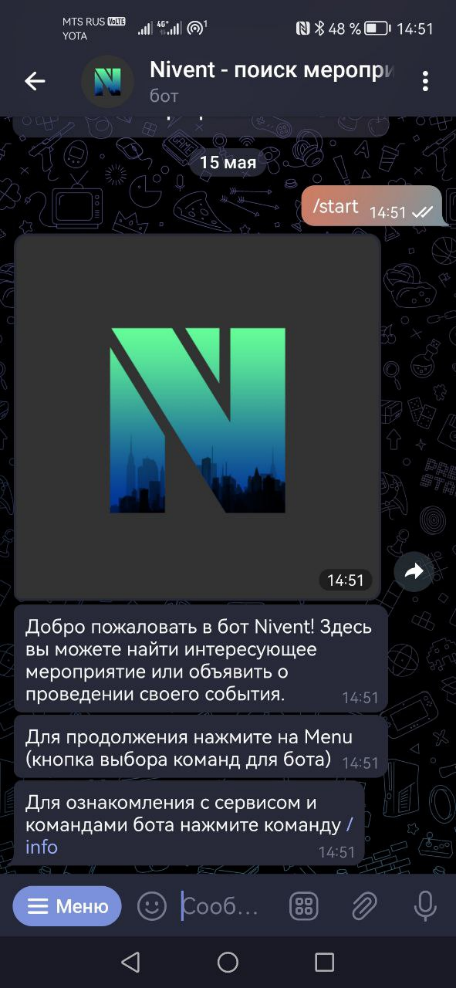 MTS RUS VoLTE
YOTA
4G+
1
48 %
14:51
Nivent - поиск меропри
бот
15 мая
/start 14:51
N
14:51
Добро пожаловать в бот Nivent! Здесь
вы можете найти интересующее
мероприятие или объявить о
проведении своего события. 14:51
Для продолжения нажмите на Menu
(кнопка выбора команд для бота) 14:51
Для ознакомления с сервисом и
командами бота нажмите команду /
info
14:51
Меню
Сооб...